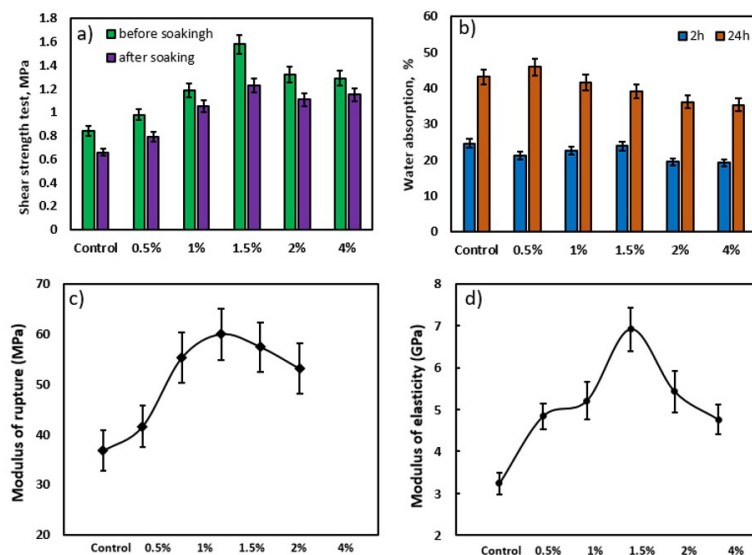 a)
before soakingh
after soaking
Shear strength test, MPa
1.8
1.6
1.4
1.2
1
0.8
0.6
0.4
0.2
0
Control 0.5% 1% 1.5% 2% 4%
b)
2h 24h
Water absorption, %
60
50
40
30
20
10
0
Control 0.5% 1% 1.5% 2% 4%
c)
Modulus of rupture (MPa)
70
60
50
40
30
20
Control 0.5% 1% 1.5% 2% 4%
d)
Modulus of elasticity (GPa)
8
7
6
5
4
3
2
Control 0.5% 1% 1.5% 2% 4%